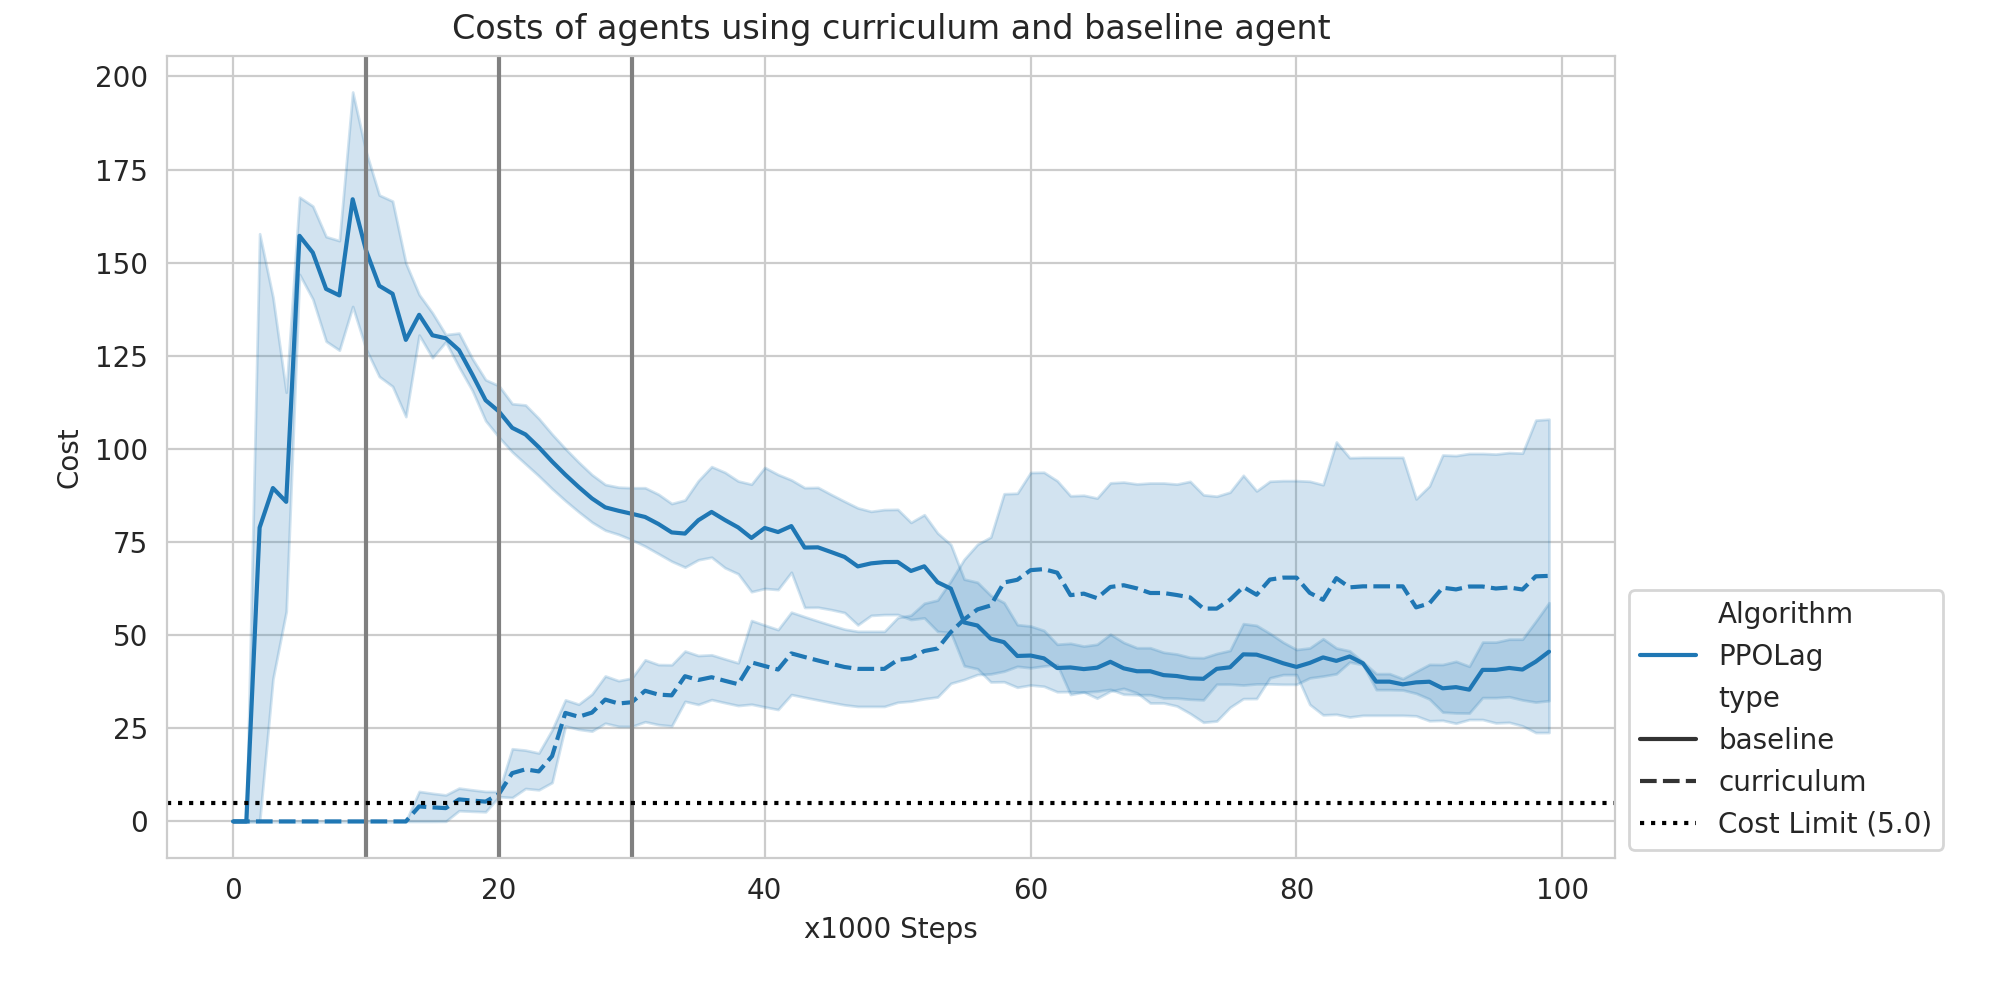 Costs of agents using curriculum and baseline agent
200
175
150
125
100
75
50
25
0
Cost
0 20 40 60 80 100
x1000 Steps
Algorithm
PPOLag
type
baseline
curriculum
Cost Limit (5.0)